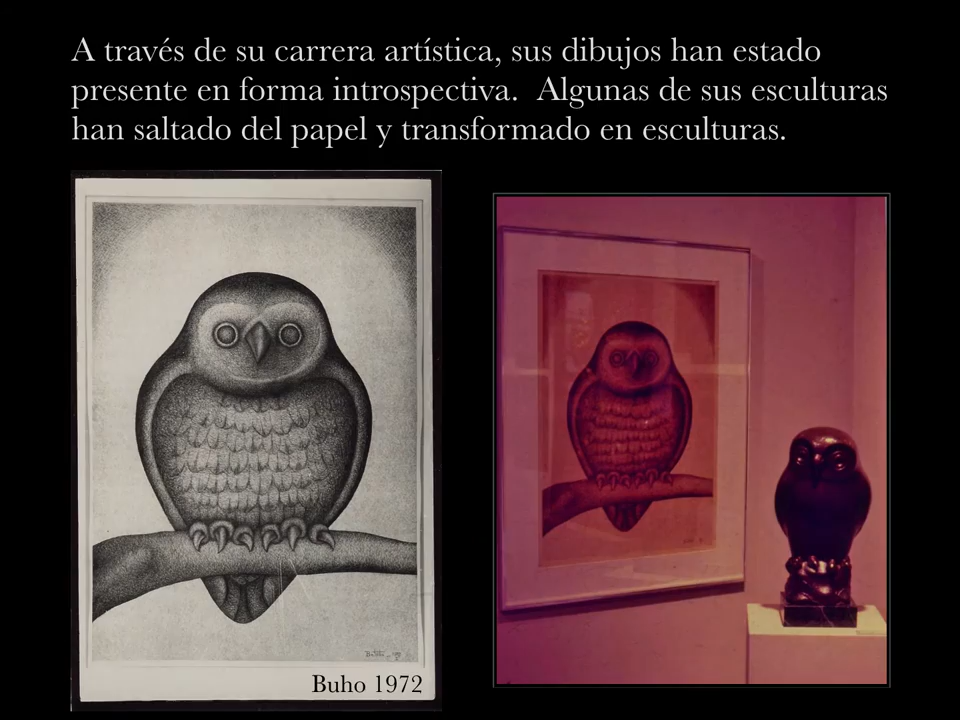 A través de su carrera artística, sus dibujos han estado
presente en forma introspectiva.  Algunas de sus esculturas
han saltado del papel y transformado en esculturas.
Buho 1972